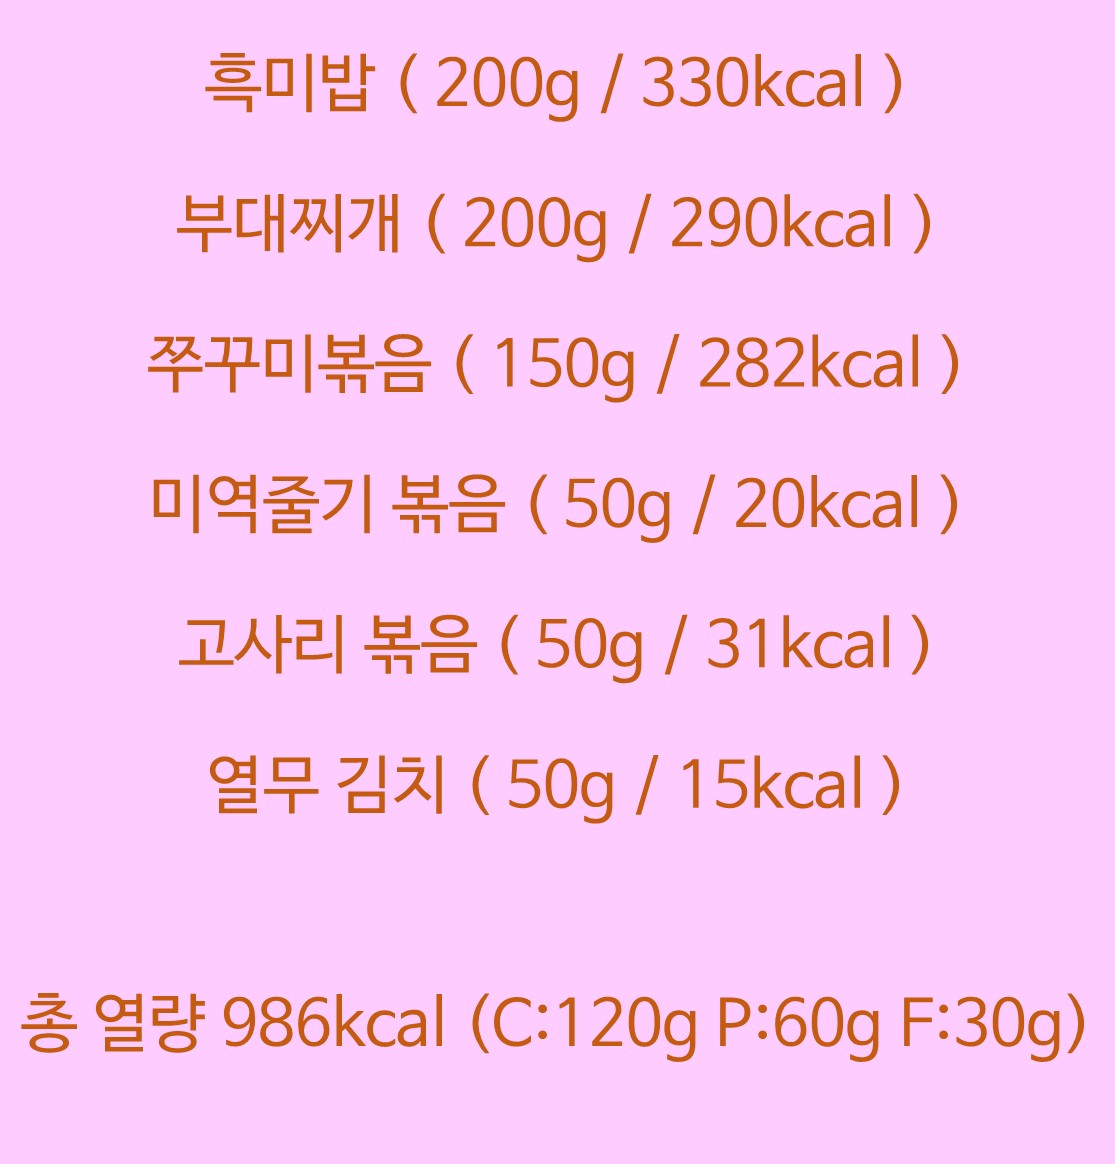 흑미밥 ( 200g / 330kcal )
부대찌개 ( 200g / 290kcal )
쭈꾸미볶음 ( 150g / 282kcal )
미역줄기 볶음 ( 50g / 20kcal )
고사리 볶음 ( 50g / 31kcal )
열무 김치 ( 50g / 15kcal )
총 열량 986kcal (C:120g P:60g F:30g)